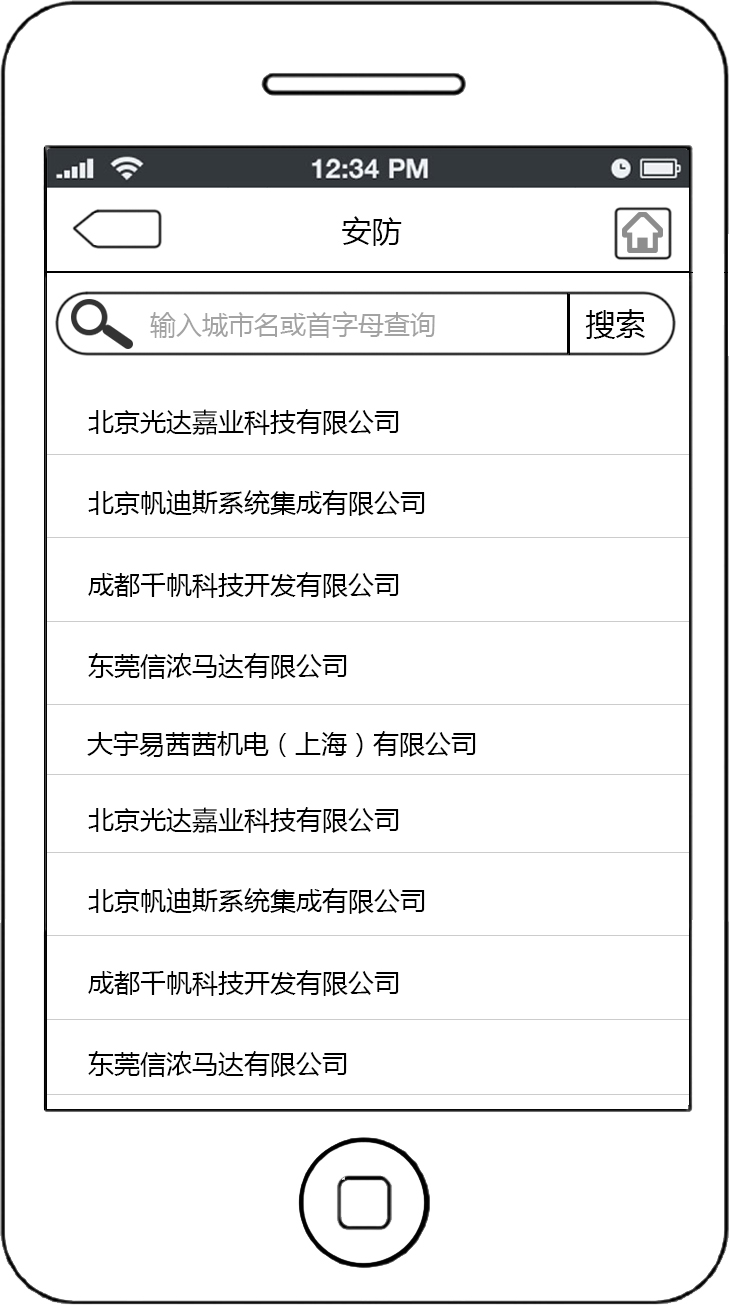 12:34 PM
安防
输入城市名或首字母查询
搜索
北京光达嘉业科技有限公司
北京帆迪斯系统集成有限公司
成都千帆科技开发有限公司
东莞信浓马达有限公司
大宇易茜茜机电（上海）有限公司
北京光达嘉业科技有限公司
北京帆迪斯系统集成有限公司
成都千帆科技开发有限公司
东莞信浓马达有限公司